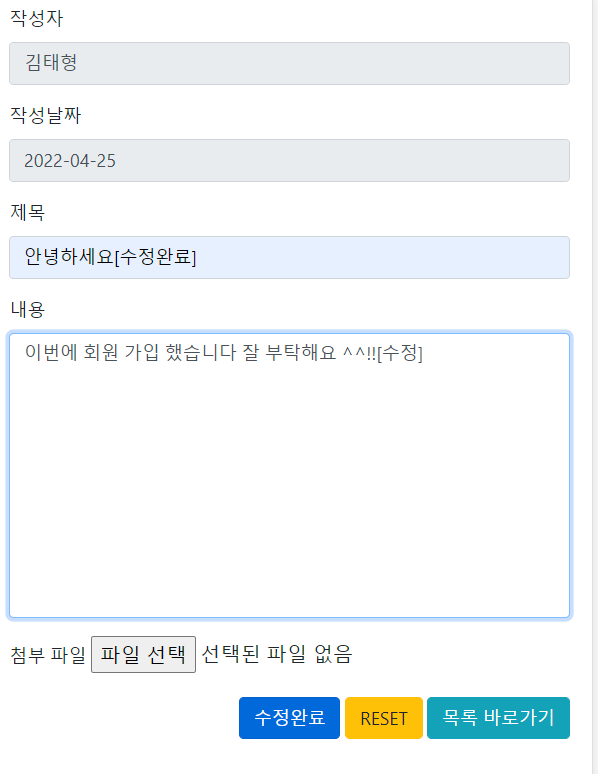 작성자
김태형
작성날짜
2022-04-25
제목
안녕하세요[수정완료]
내용
이번에 회원 가입 했습니다 잘 부탁해요 ^^!![수정]
첨부 파일 파일 선택 선택된 파일 없음
수정완료 RESET 목록 바로가기